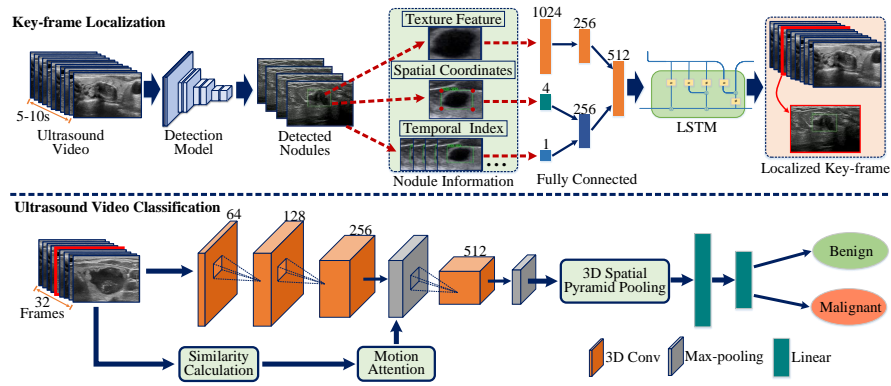 Key-frame Localization
5-10s
Ultrasound
Video
Detection
Model
Detected
Nodules
Texture Feature
Spatial Coordinates
Temporal Index
...
Nodule Information
1024
256
512
4
256
1
Fully Connected
LSTM
Localized Key-frame
Ultrasound Video Classification
32
Frames
64
128
256
512
Similarity
Calculation
Motion
Attention
3D Spatial
Pyramid Pooling
Benign
Malignant
3D Conv
Max-pooling
Linear